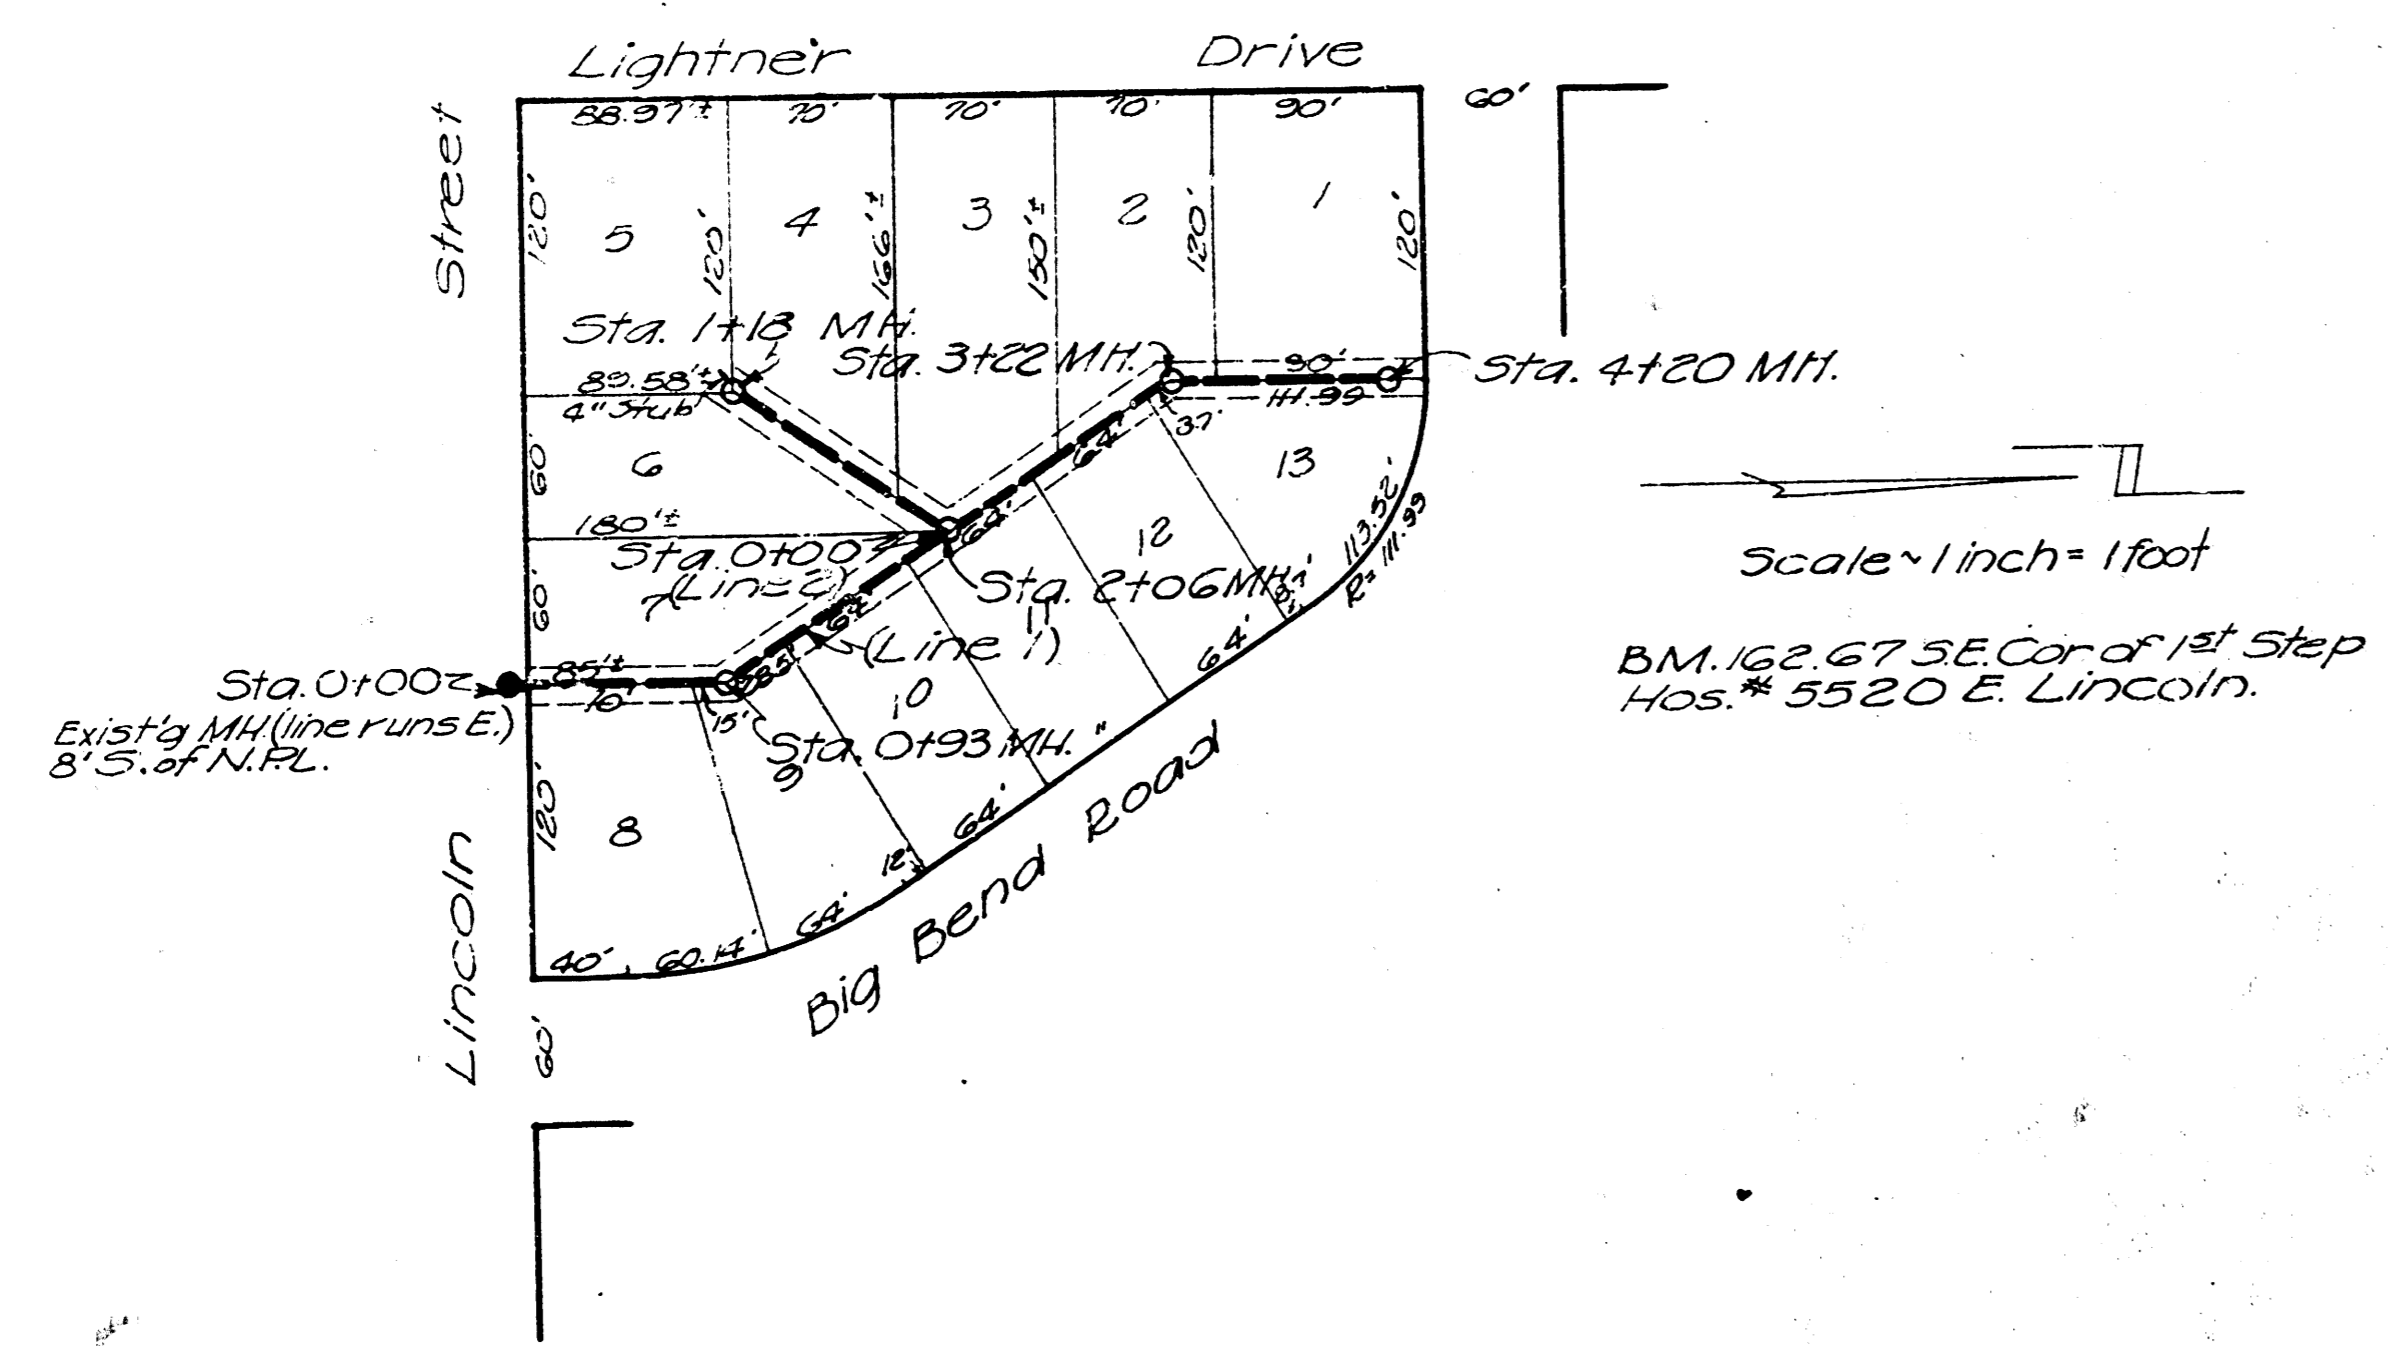 Lightner Drive
88.97'± 70' 70' 70' 90' 60'
Street
120' 120' 166'± 150'± 120' 120'
5 4 3 2 1
Sta. 1+18 MH.
Sta. 3+22 MH. 90' Sta. 4+20 MH.
89.58'± 111.99
4" Stub
37'
60' 6 64' 13
180'± 64' 12 113.52'
R= 111.99
Sta. 0+00
(Line 2)
Sta. 2+06 MH.
60' 7 11
(Line 1)
64'
Scale ~ 1 inch = 1 foot
BM. 162.67 S.E. Cor. of 1st Step
Hos. # 5520 E. Lincoln.
Sta. 0+00 85'±
10' 15' 10
Exist'g MH. (line runs E.)
8' S. of N.P.L.
Sta. 0+93 MH. "
9
120' 8 12' 64'
40' 60.14' 64'
Big Bend Road
Lincoln
60'